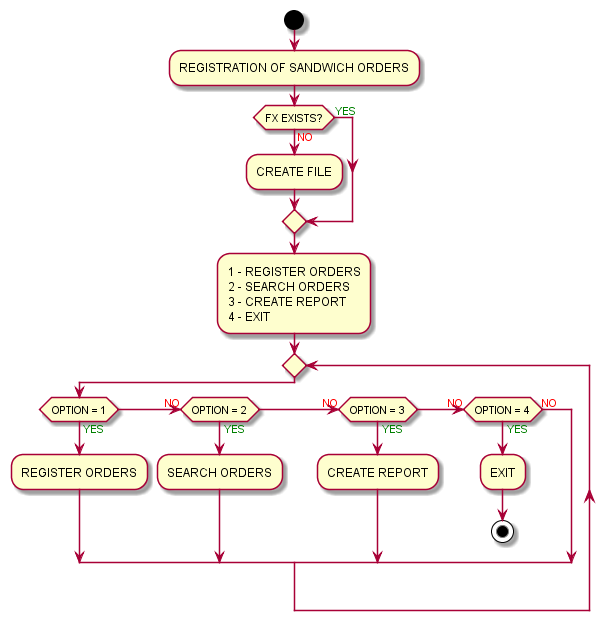 REGISTRATION OF SANDWICH ORDERS
FX EXISTS?
YES
NO
CREATE FILE
1 - REGISTER ORDERS
2 - SEARCH ORDERS
3 - CREATE REPORT
4 - EXIT
OPTION = 1
NO
OPTION = 2
NO
OPTION = 3
NO
OPTION = 4
NO
YES
YES
YES
YES
REGISTER ORDERS
SEARCH ORDERS
CREATE REPORT
EXIT